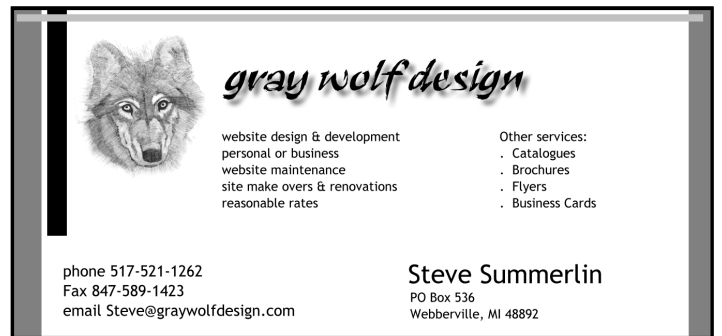 gray wolf design
website design & development
personal or business
website maintenance
site make overs & renovations
reasonable rates
Other services:
. Catalogues
. Brochures
. Flyers
. Business Cards
phone 517-521-1262
Fax 847-589-1423
email Steve@graywolfdesign.com
Steve Summerlin
PO Box 536
Webberville, MI 48892